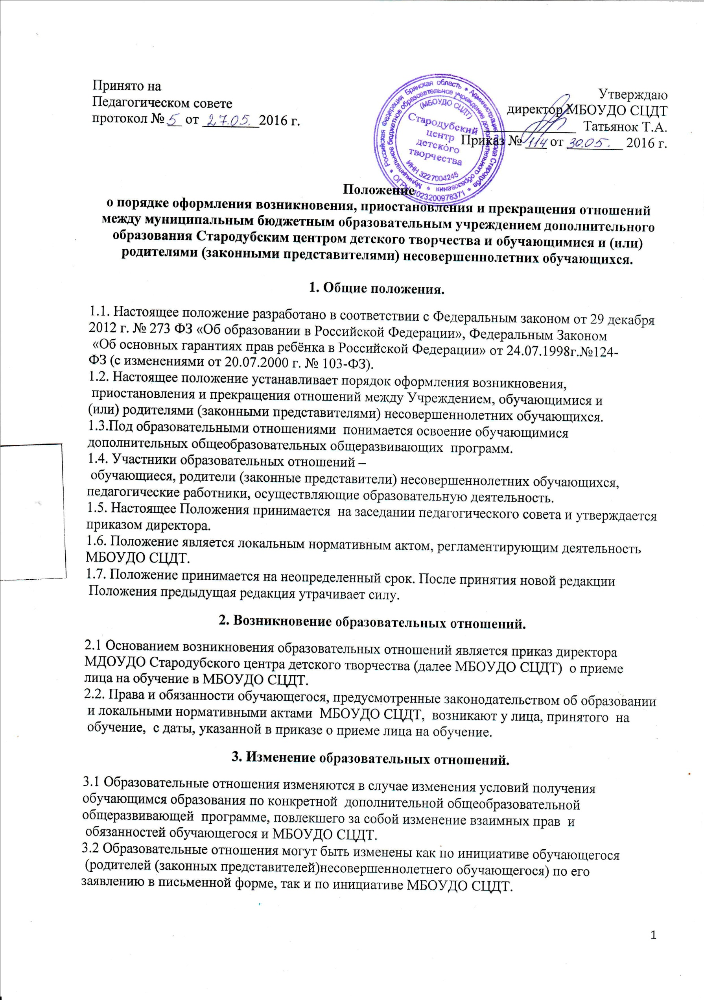 Принято на
Педагогическом совете
протокол № 5 от 27.05. 2016 г.
Утверждаю
директор МБОУДО СЦДТ
Татьянок Т.А.
Приказ № 114 от 30.05. 2016 г.
* Российская Федерация Брянская область * Администрация города Стародуба * ОГРН 1023200978371
* Муниципальное бюджетное образовательное учреждение дополнительного образования
(МБОУДО СЦДТ)
Стародубский
центр
детского
творчества
ИНН 3227004245
Положение
о порядке оформления возникновения, приостановления и прекращения отношений
между муниципальным бюджетным образовательным учреждением дополнительного
образования Стародубским центром детского творчества и обучающимися и (или)
родителями (законными представителями) несовершеннолетних обучающихся.
1. Общие положения.
1.1. Настоящее положение разработано в соответствии с Федеральным законом от 29 декабря
2012 г. № 273 ФЗ «Об образовании в Российской Федерации», Федеральным Законом
«Об основных гарантиях прав ребёнка в Российской Федерации» от 24.07.1998г.№124-
ФЗ (с изменениями от 20.07.2000 г. № 103-ФЗ).
1.2. Настоящее положение устанавливает порядок оформления возникновения,
приостановления и прекращения отношений между Учреждением, обучающимися и
(или) родителями (законными представителями) несовершеннолетних обучающихся.
1.3.Под образовательными отношениями понимается освоение обучающимися
дополнительных общеобразовательных общеразвивающих программ.
1.4. Участники образовательных отношений –
обучающиеся, родители (законные представители) несовершеннолетних обучающихся,
педагогические работники, осуществляющие образовательную деятельность.
1.5. Настоящее Положения принимается на заседании педагогического совета и утверждается
приказом директора.
1.6. Положение является локальным нормативным актом, регламентирующим деятельность
МБОУДО СЦДТ.
1.7. Положение принимается на неопределенный срок. После принятия новой редакции
Положения предыдущая редакция утрачивает силу.
2. Возникновение образовательных отношений.
2.1 Основанием возникновения образовательных отношений является приказ директора
МДОУДО Стародубского центра детского творчества (далее МБОУДО СЦДТ) о приеме
лица на обучение в МБОУДО СЦДТ.
2.2. Права и обязанности обучающегося, предусмотренные законодательством об образовании
и локальными нормативными актами МБОУДО СЦДТ, возникают у лица, принятого на
обучение, с даты, указанной в приказе о приеме лица на обучение.
3. Изменение образовательных отношений.
3.1 Образовательные отношения изменяются в случае изменения условий получения
обучающимся образования по конкретной дополнительной общеобразовательной
общеразвивающей программе, повлекшего за собой изменение взаимных прав и
обязанностей обучающегося и МБОУДО СЦДТ.
3.2 Образовательные отношения могут быть изменены как по инициативе обучающегося
(родителей (законных представителей)несовершеннолетнего обучающегося) по его
заявлению в письменной форме, так и по инициативе МБОУДО СЦДТ.
1